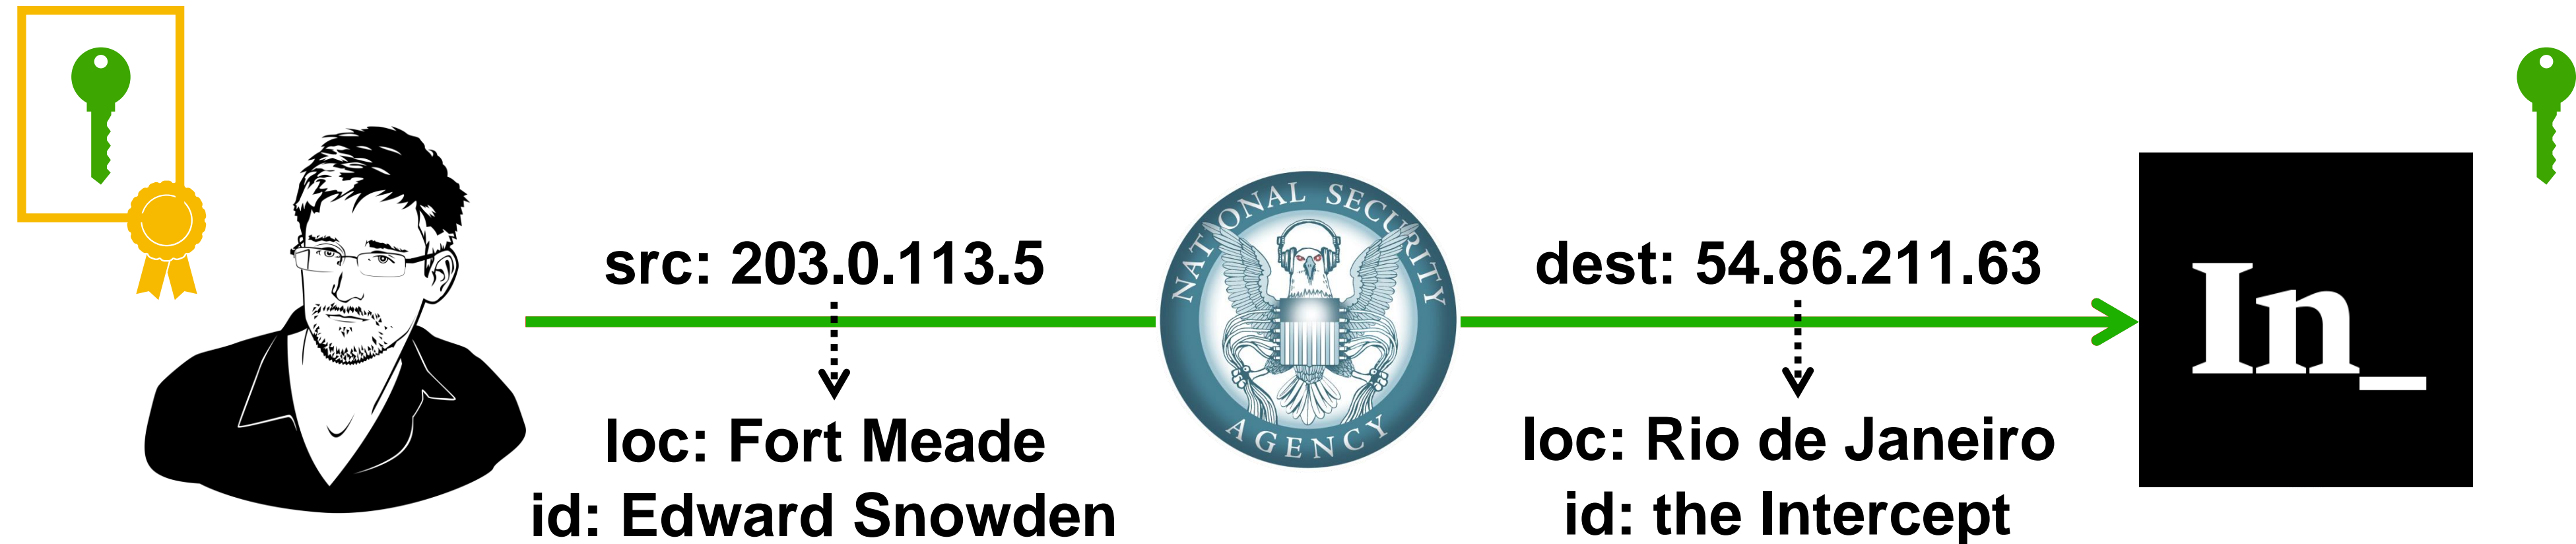 src: 203.0.113.5
loc: Fort Meade
id: Edward Snowden
NATIONAL SECURITY
AGENCY
dest: 54.86.211.63
loc: Rio de Janeiro
id: the Intercept
In_